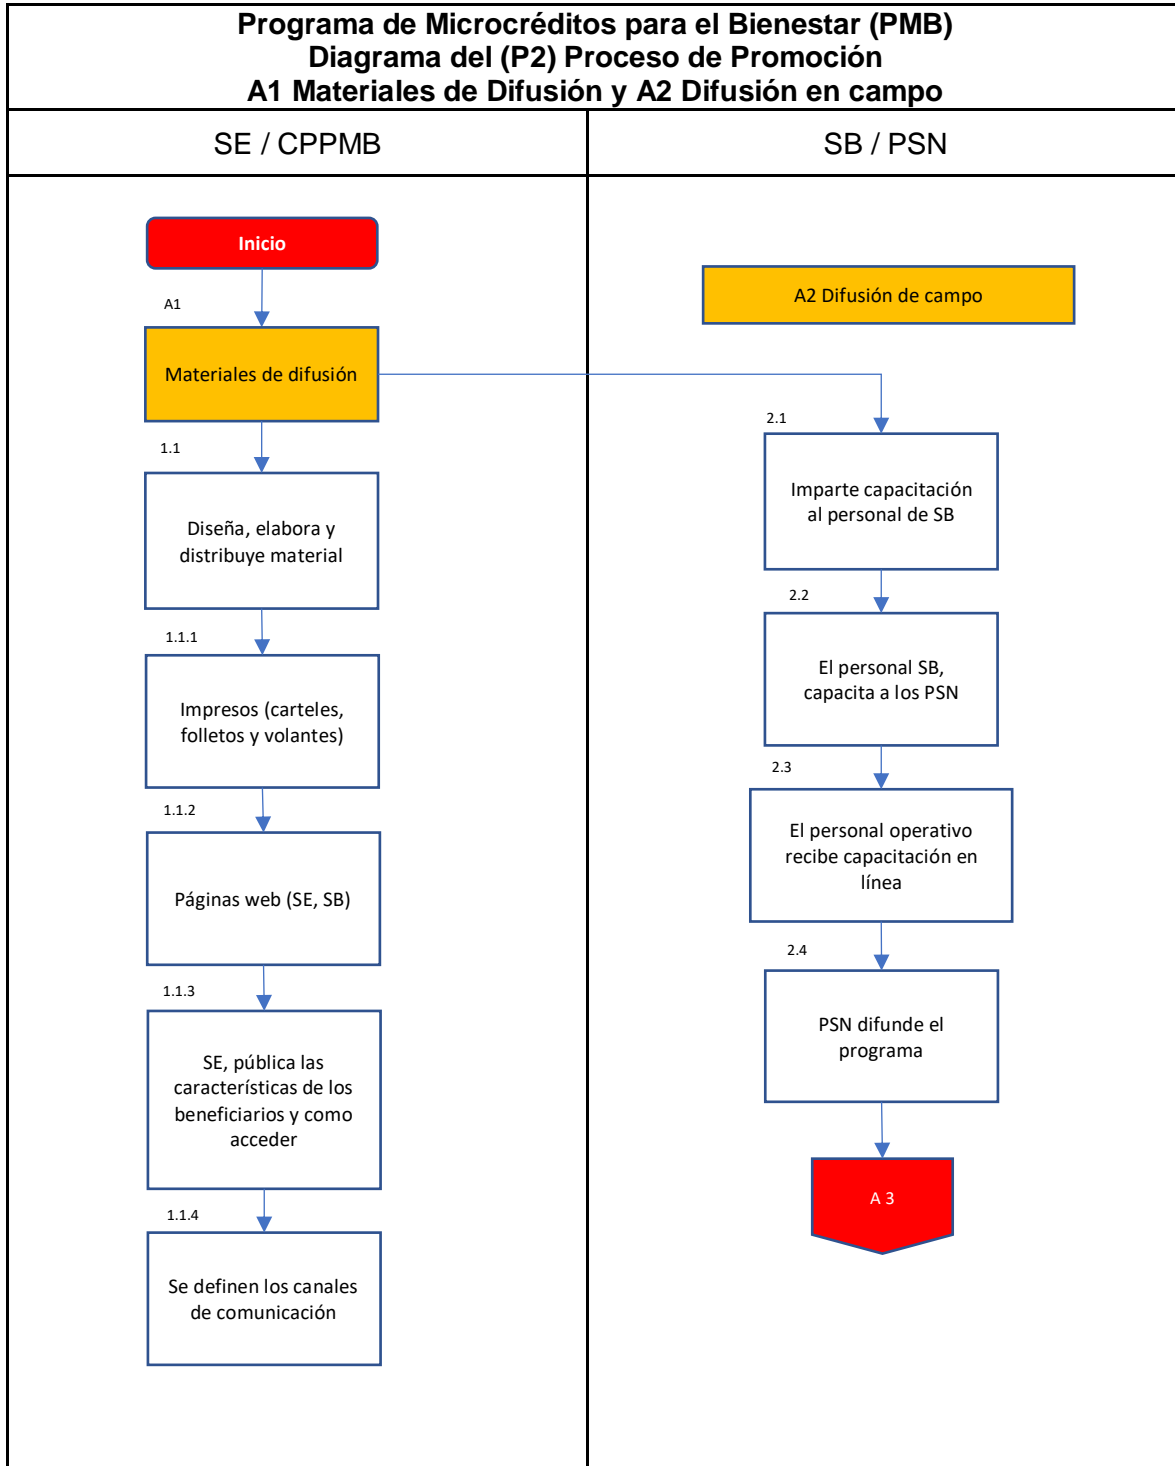 Programa de Microcréditos para el Bienestar (PMB)
Diagrama del (P2) Proceso de Promoción
A1 Materiales de Difusión y A2 Difusión en campo
SE / CPPMB
SB / PSN
Inicio
A1
Materiales de difusión
1.1
Diseña, elabora y
distribuye material
1.1.1
Impresos (carteles,
folletos y volantes)
1.1.2
Páginas web (SE, SB)
1.1.3
SE, pública las
característícas de los
beneficiarios y como
acceder
1.1.4
Se definen los canales
de comunicación
A2 Difusión de campo
2.1
Imparte capacitación
al personal de SB
2.2
El personal SB,
capacita a los PSN
2.3
El personal operativo
recibe capacitación en
línea
2.4
PSN difunde el
programa
A 3